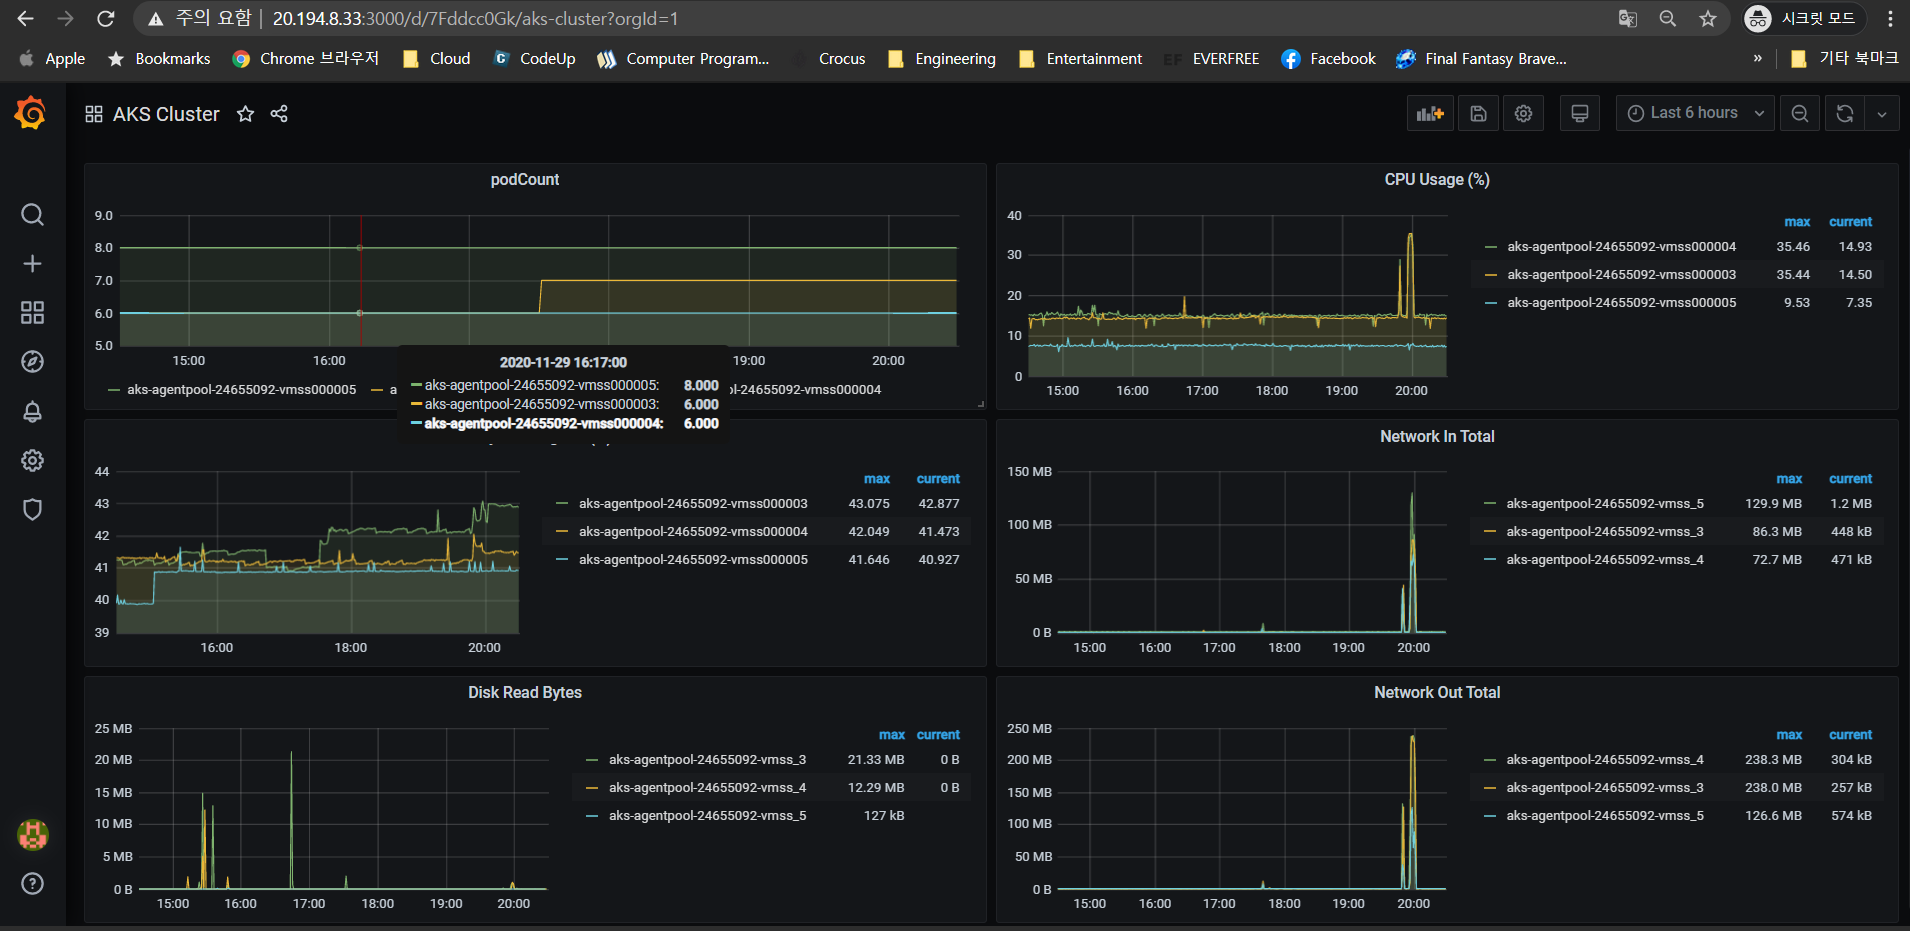 주의 요함 | 20.194.8.33:3000/d/7Fddcc0Gk/aks-cluster?orgId=1 시크릿 모드
Apple Bookmarks Chrome 브라우저 Cloud CodeUp Computer Program... Crocus Engineering Entertainment EF EVERFREE Facebook Final Fantasy Brave... » 기타 북마크
AKS Cluster Last 6 hours
podCount
9.0
8.0
7.0
6.0
5.0
15:00 16:00 19:00 20:00
aks-agentpool-24655092-vmss000005 l-24655092-vmss000004
2020-11-29 16:17:00
aks-agentpool-24655092-vmss000005: 8.000
aks-agentpool-24655092-vmss000003: 6.000
aks-agentpool-24655092-vmss000004: 6.000
CPU Usage (%)
40
30
20
10
0
15:00 16:00 17:00 18:00 19:00 20:00
max current
aks-agentpool-24655092-vmss000004 35.46 14.93
aks-agentpool-24655092-vmss000003 35.44 14.50
aks-agentpool-24655092-vmss000005 9.53 7.35
44
43
42
41
40
39
16:00 18:00 20:00
max current
aks-agentpool-24655092-vmss000003 43.075 42.877
aks-agentpool-24655092-vmss000004 42.049 41.473
aks-agentpool-24655092-vmss000005 41.646 40.927
Network In Total
150 MB
100 MB
50 MB
0 B
15:00 16:00 17:00 18:00 19:00 20:00
max current
aks-agentpool-24655092-vmss_5 129.9 MB 1.2 MB
aks-agentpool-24655092-vmss_3 86.3 MB 448 kB
aks-agentpool-24655092-vmss_4 72.7 MB 471 kB
Disk Read Bytes
25 MB
20 MB
15 MB
10 MB
5 MB
0 B
15:00 16:00 17:00 18:00 19:00 20:00
max current
aks-agentpool-24655092-vmss_3 21.33 MB 0 B
aks-agentpool-24655092-vmss_4 12.29 MB 0 B
aks-agentpool-24655092-vmss_5 127 kB
Network Out Total
250 MB
200 MB
150 MB
100 MB
50 MB
0 B
15:00 16:00 17:00 18:00 19:00 20:00
max current
aks-agentpool-24655092-vmss_4 238.3 MB 304 kB
aks-agentpool-24655092-vmss_3 238.0 MB 257 kB
aks-agentpool-24655092-vmss_5 126.6 MB 574 kB